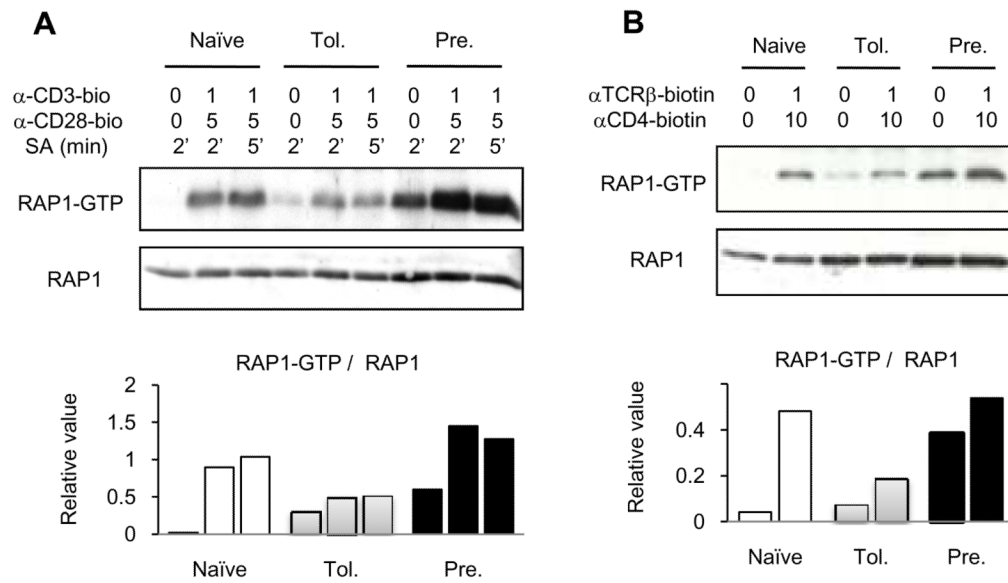 A
Naïve Tol. Pre.
α-CD3-bio 0 1 1 0 1 1 0 1 1
α-CD28-bio 0 5 5 0 5 5 0 5 5
SA (min) 2’ 2’ 5’ 2’ 2’ 5’ 2’ 2’ 5’
RAP1-GTP
RAP1
RAP1-GTP / RAP1
Relative value
2
1.5
1
0.5
0
Naïve Tol. Pre.
B
Naive Tol. Pre.
αTCRβ-biotin 0 1 0 1 0 1
αCD4-biotin 0 10 0 10 0 10
RAP1-GTP
RAP1
RAP1-GTP / RAP1
Relative value
0.4
0.2
0
Naïve Tol. Pre.